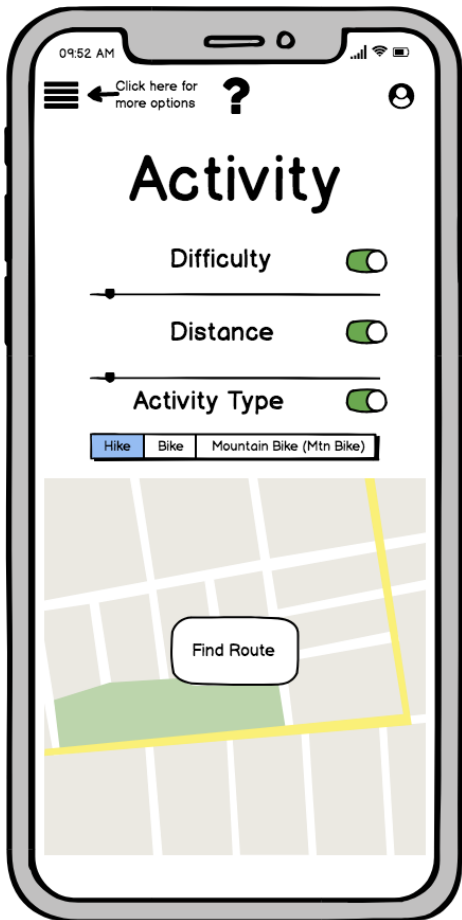 09:52 AM
Click here for
more options
?
Activity
Difficulty
Distance
Activity Type
Hike
Bike
Mountain Bike (Mtn Bike)
Find Route